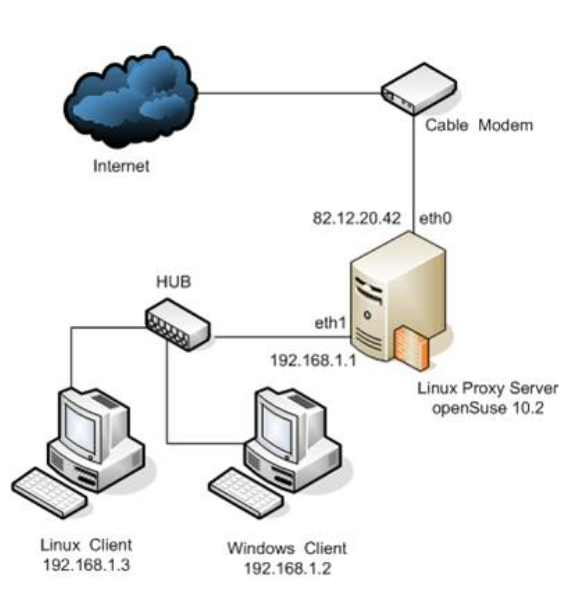 Internet
Cable Modem
82.12.20.42 eth0
HUB
eth1
192.168.1.1
Linux Proxy Server
openSuse 10.2
Linux Client
192.168.1.3
Windows Client
192.168.1.2